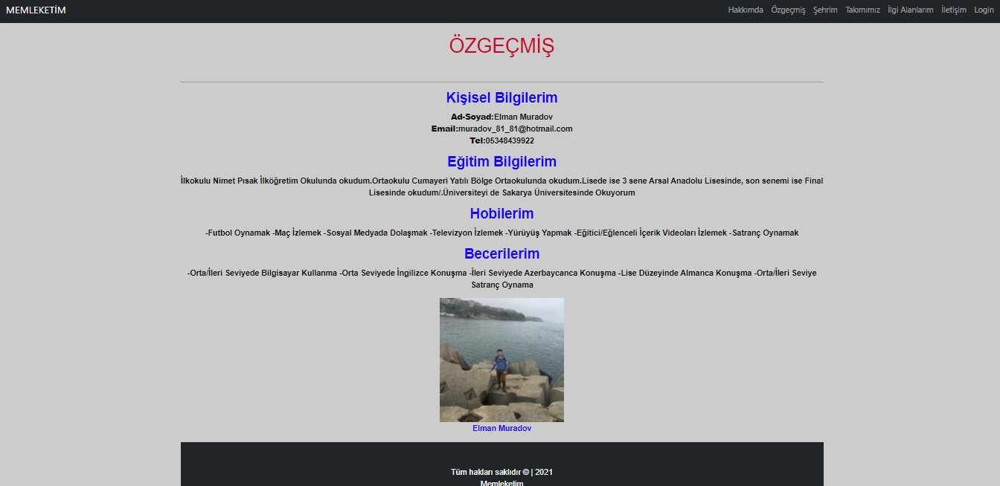 MEMLEKETİM
Hakkımda Özgeçmiş Şehrim Takımımız İlgi Alanlarım İletişim Login
ÖZGEÇMİŞ
Kişisel Bilgilerim
Ad-Soyad:Elman Muradov
Email:muradov_81_81@hotmail.com
Tel:05348439922
Eğitim Bilgilerim
İlkokulu Nimet Pısak İlköğretim Okulunda okudum.Ortaokulu Cumayeri Yatılı Bölge Ortaokulunda okudum.Lisede ise 3 sene Arsal Anadolu Lisesinde, son senemi ise Final
Lisesinde okudum/.Üniversiteyi de Sakarya Üniversitesinde Okuyorum
Hobilerim
-Futbol Oynamak -Maç İzlemek -Sosyal Medyada Dolaşmak -Televizyon İzlemek -Yürüyüş Yapmak -Eğitici/Eğlenceli İçerik Videoları İzlemek -Satranç Oynamak
Becerilerim
-Orta/İleri Seviyede Bilgisayar Kullanma -Orta Seviyede İngilizce Konuşma -İleri Seviyede Azerbaycanca Konuşma -Lise Düzeyinde Almanca Konuşma -Orta/İleri Seviye
Satranç Oynama
Elman Muradov
Tüm hakları saklıdır © | 2021
Memleketim